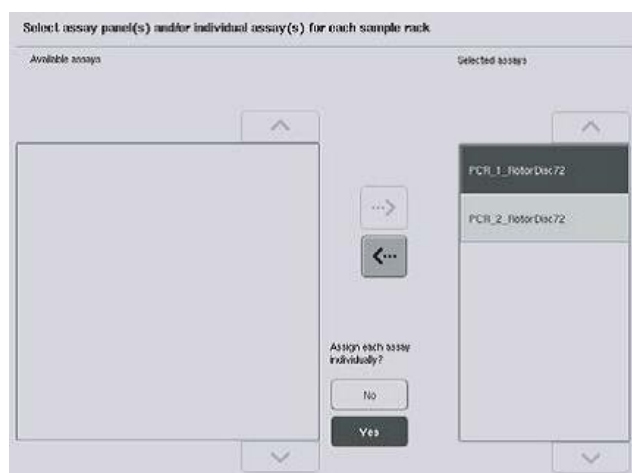 Select assay panel(s) and/or individual assay(s) for each sample rack
Available assays
Selected assays
PCR_1_RotorDisc72
PCR_2_RotorDisc72
Assign each assay
individually?
No
Yes